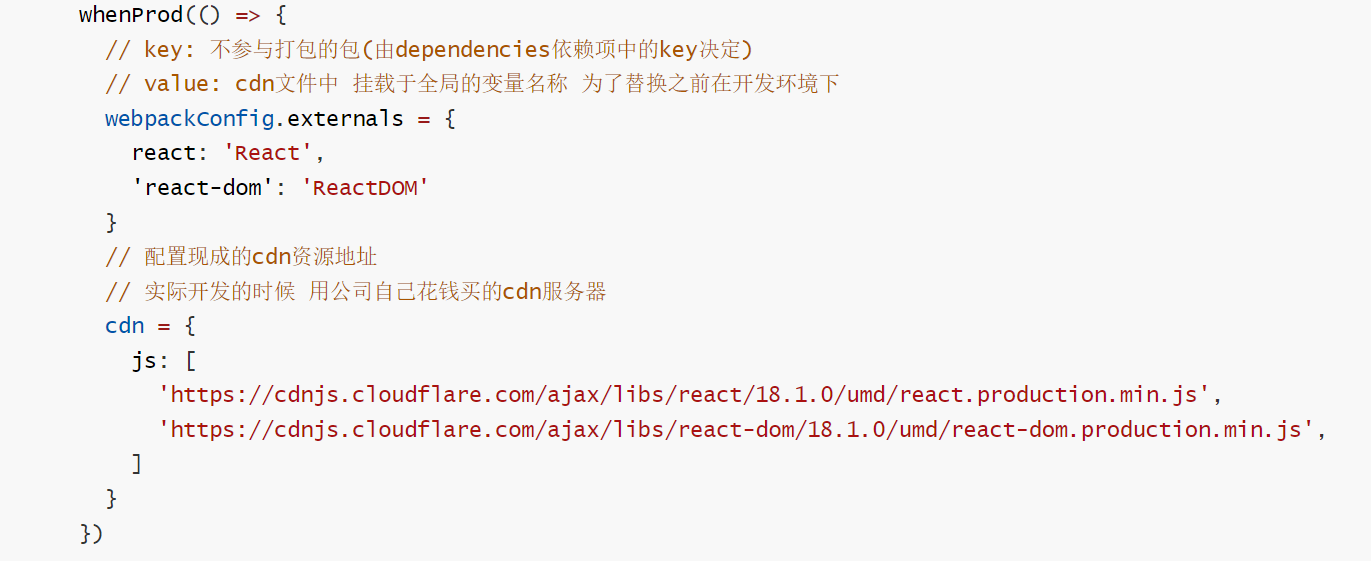 whenProd(() => {
// key: 不参与打包的包(由dependencies依赖项中的key决定)
// value: cdn文件中 挂载于全局的变量名称 为了替换之前在开发环境下
webpackConfig.externals = {
react: 'React',
'react-dom': 'ReactDOM'
}
// 配置现成的cdn资源地址
// 实际开发的时候 用公司自己花钱买的cdn服务器
cdn = {
js: [
'https://cdnjs.cloudflare.com/ajax/libs/react/18.1.0/umd/react.production.min.js',
'https://cdnjs.cloudflare.com/ajax/libs/react-dom/18.1.0/umd/react-dom.production.min.js',
]
}
})